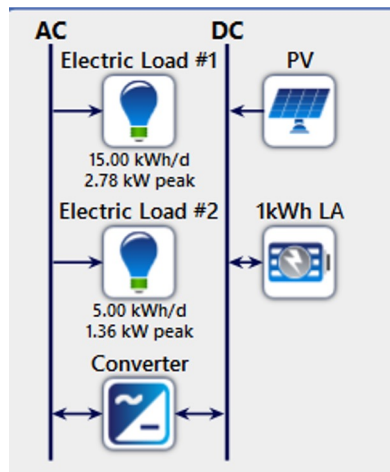 AC DC
Electric Load #1 PV
15.00 kWh/d
2.78 kW peak
Electric Load #2 1kWh LA
5.00 kWh/d
1.36 kW peak
Converter